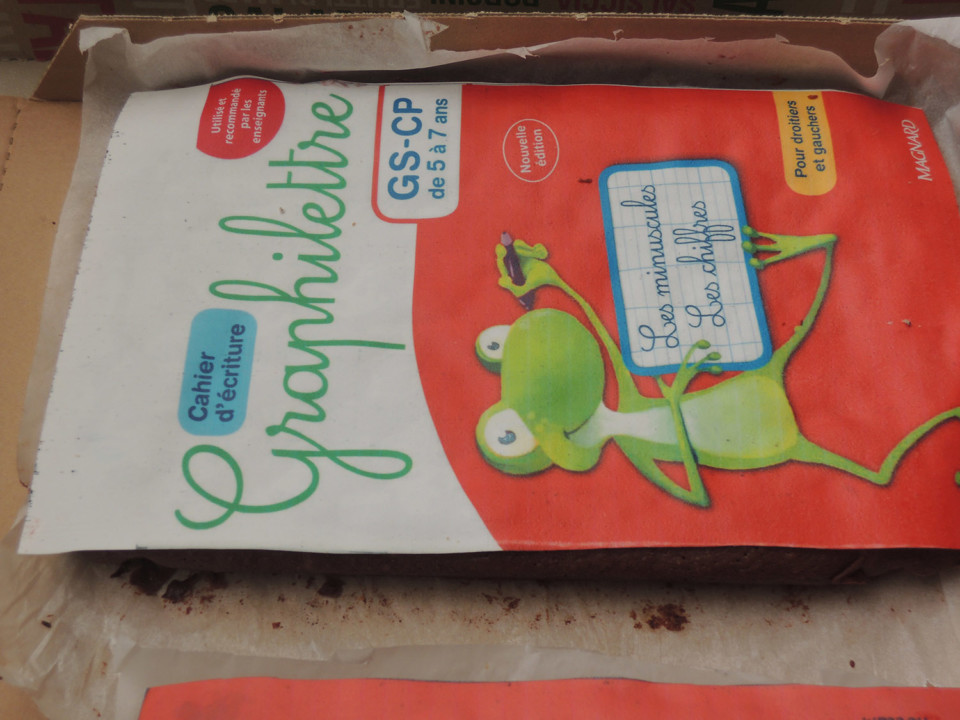 Utilisé et
recommandé
par les
enseignants
Cahier
d'écriture
Graphilettre
GS-CP
de 5 à 7 ans
Nouvelle
édition
Les minuscules
Les chiffres
Pour droitiers
et gauchers
MAGNARD